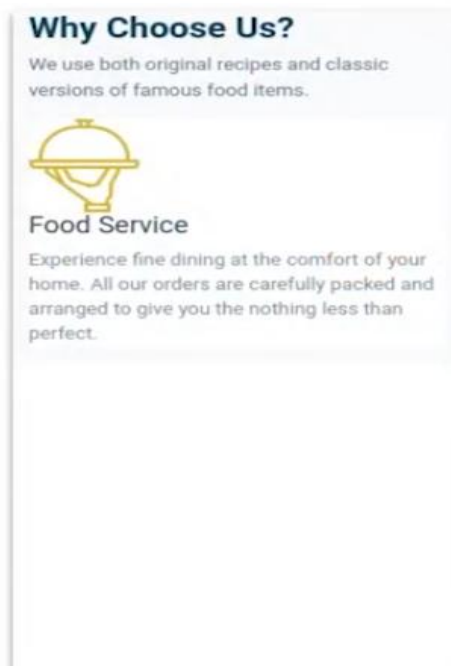 Why Choose Us?
We use both original recipes and classic
versions of famous food items.
Food Service
Experience fine dining at the comfort of your
home. All our orders are carefully packed and
arranged to give you the nothing less than
perfect.